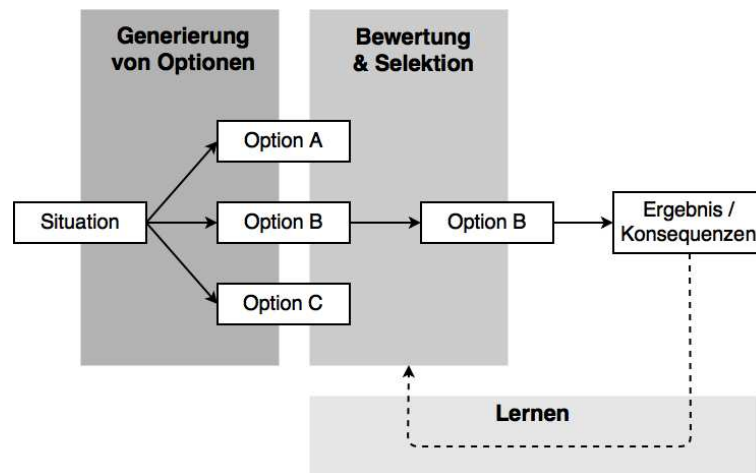 Generierung
von Optionen
Bewertung
& Selektion
Option A
Situation
Option B
Option B
Ergebnis /
Konsequenzen
Option C
Lernen